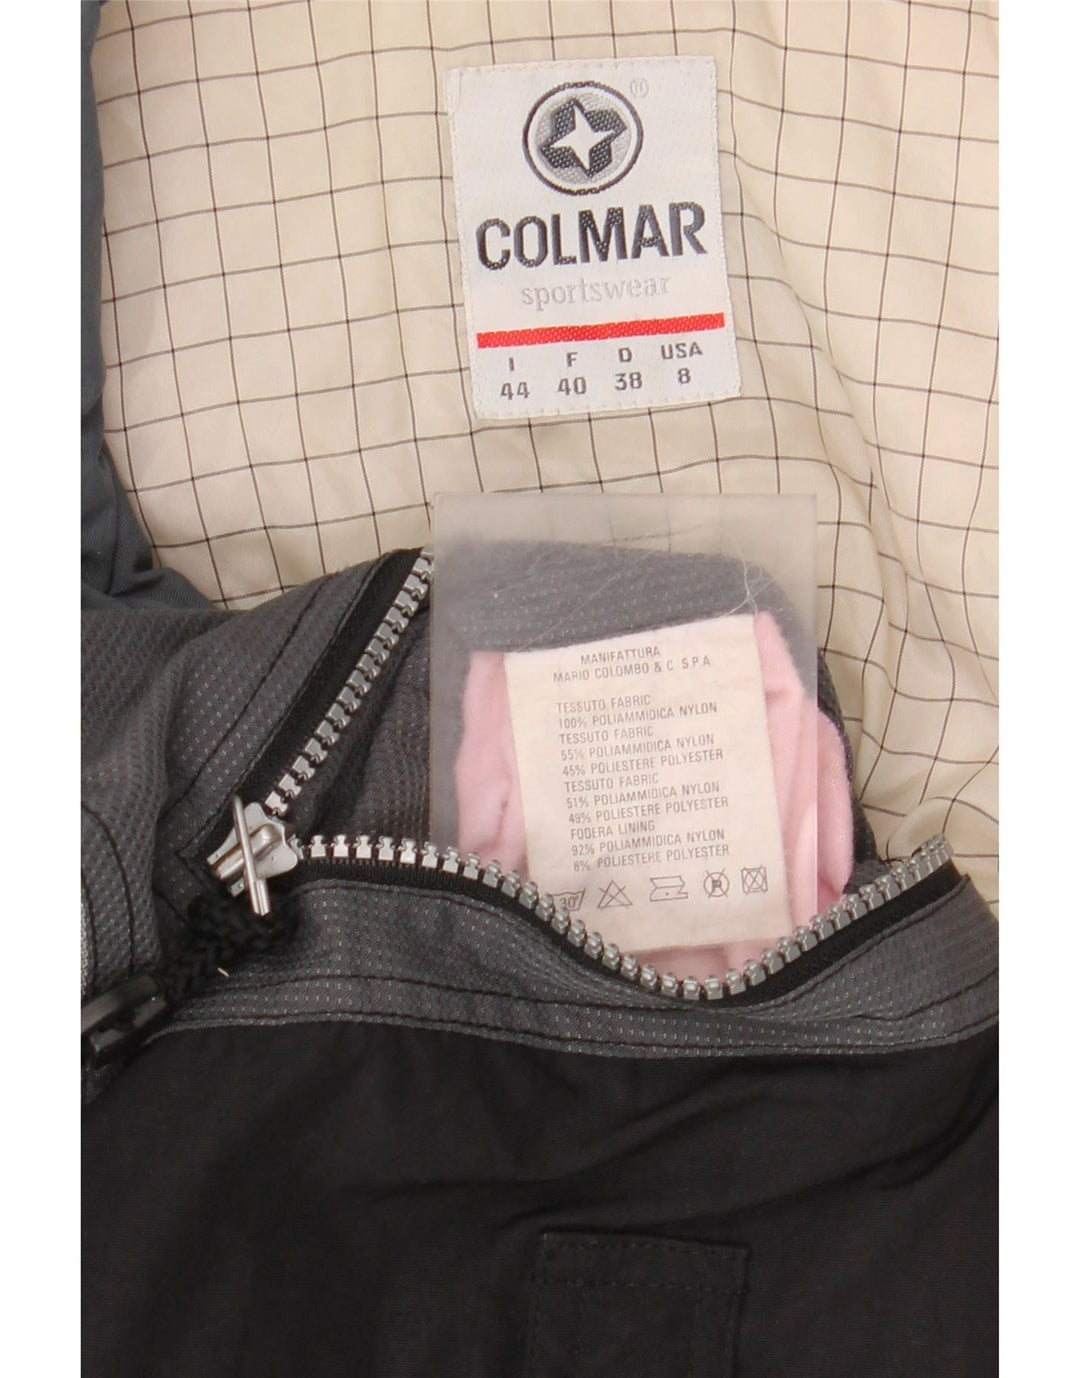 ®
COLMAR
sportswear
I F D USA
44 40 38 8
MANIFATTURA
MARIO COLOMBO & C. S.P.A
TESSUTO FABRIC
100% POLIAMMIDICA NYLON
TESSUTO FABRIC
55% POLIAMMIDICA NYLON
45% POLIESTERE POLYESTER
TESSUTO FABRIC
51% POLIAMMIDICA NYLON
49% POLIESTERE POLYESTER
FODERA LINING
92% POLIAMMIDICA NYLON
8% POLIESTERE POLYESTER
30° P